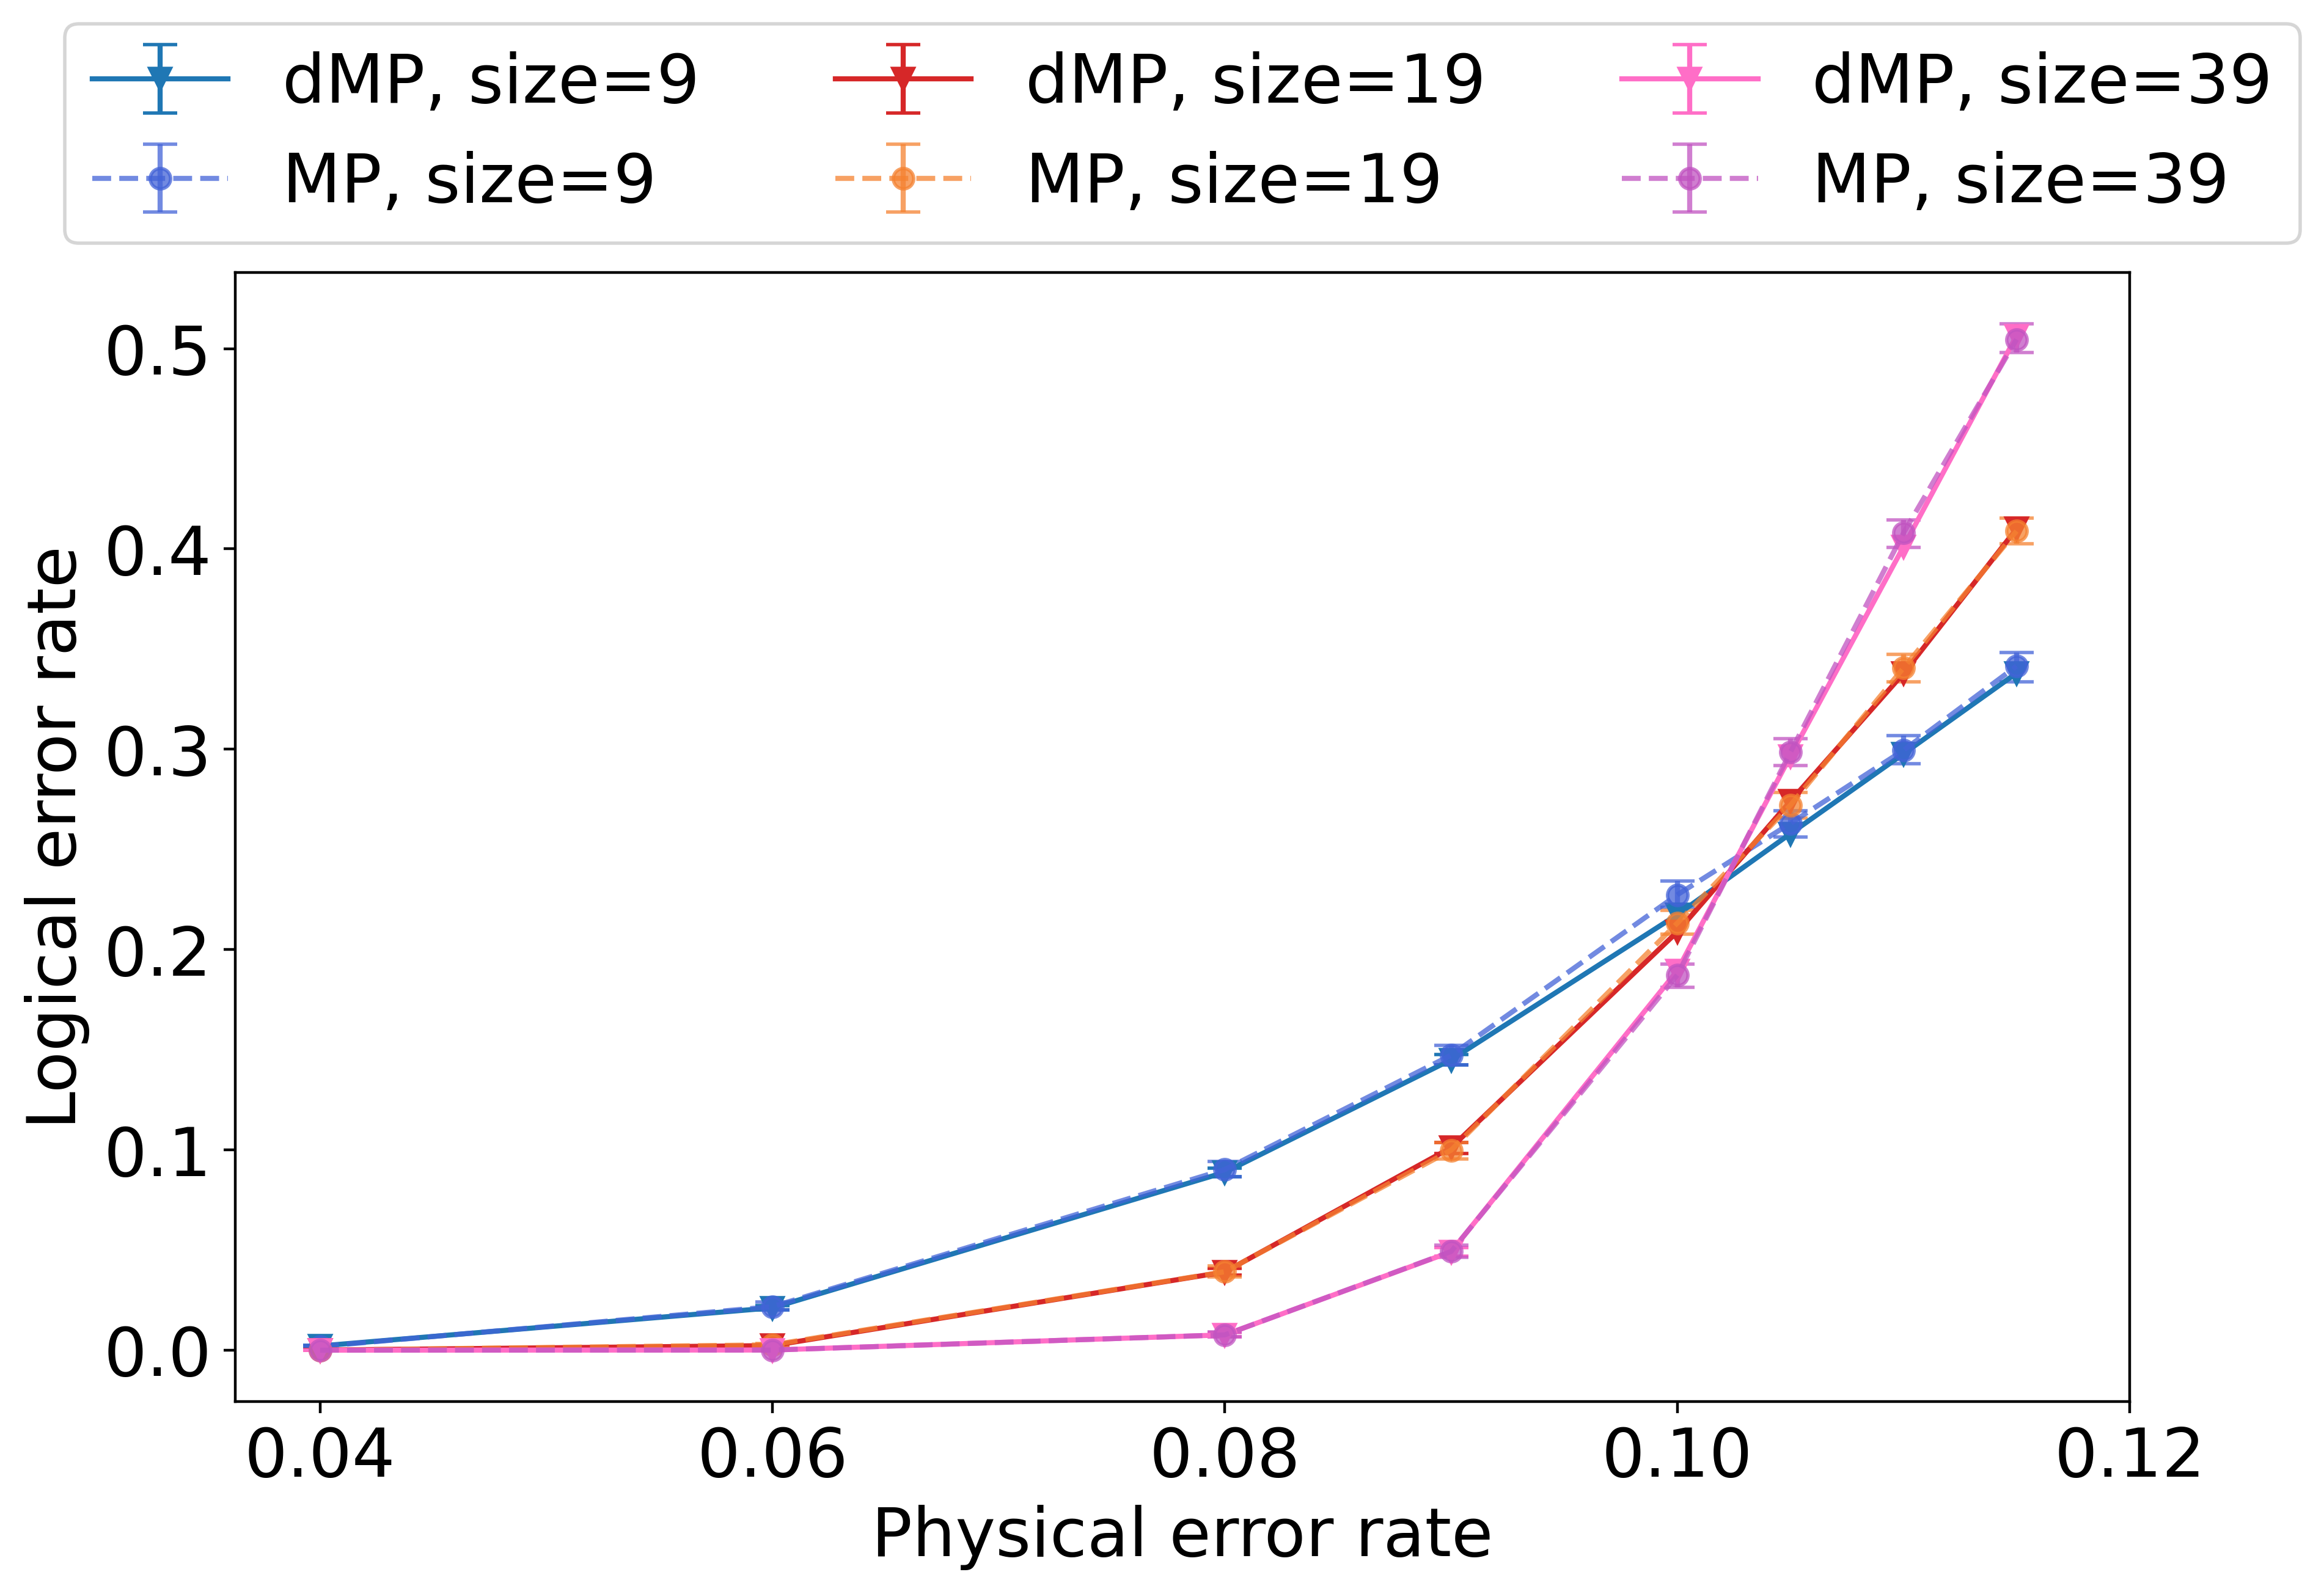 dMP, size=9 dMP, size=19 dMP, size=39
MP, size=9 MP, size=19 MP, size=39
0.5
0.4
0.3
0.2
0.1
0.0
Logical error rate
0.04 0.06 0.08 0.10 0.12
Physical error rate